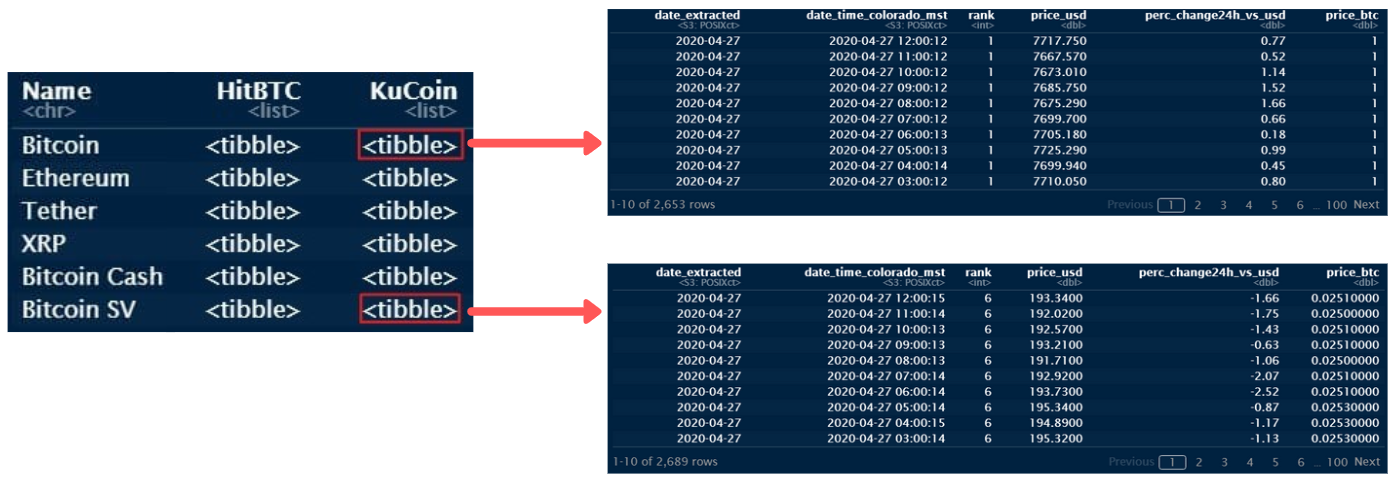 Name HitBTC KuCoin
<chr> <list> <list>
Bitcoin <tibble> <tibble>
Ethereum <tibble> <tibble>
Tether <tibble> <tibble>
XRP <tibble> <tibble>
Bitcoin Cash <tibble> <tibble>
Bitcoin SV <tibble> <tibble>
date_extracted date_time_colorado_mst rank price_usd perc_change24h_vs_usd price_btc
<S3: POSIXct> <S3: POSIXct> <int> <dbl> <dbl> <dbl>
2020-04-27 2020-04-27 12:00:12 1 7717.750 0.77 1
2020-04-27 2020-04-27 11:00:12 1 7667.570 0.52 1
2020-04-27 2020-04-27 10:00:12 1 7673.010 1.14 1
2020-04-27 2020-04-27 09:00:12 1 7685.750 1.52 1
2020-04-27 2020-04-27 08:00:12 1 7675.290 1.66 1
2020-04-27 2020-04-27 07:00:12 1 7699.700 0.66 1
2020-04-27 2020-04-27 06:00:13 1 7705.180 0.18 1
2020-04-27 2020-04-27 05:00:13 1 7725.290 0.99 1
2020-04-27 2020-04-27 04:00:14 1 7699.940 0.45 1
2020-04-27 2020-04-27 03:00:12 1 7710.050 0.80 1
1-10 of 2,653 rows Previous 1 2 3 4 5 6 ... 100 Next
date_extracted date_time_colorado_mst rank price_usd perc_change24h_vs_usd price_btc
<S3: POSIXct> <S3: POSIXct> <int> <dbl> <dbl> <dbl>
2020-04-27 2020-04-27 12:00:15 6 193.3400 -1.66 0.02510000
2020-04-27 2020-04-27 11:00:14 6 192.0200 -1.75 0.02500000
2020-04-27 2020-04-27 10:00:13 6 192.5700 -1.43 0.02510000
2020-04-27 2020-04-27 09:00:13 6 193.2100 -0.63 0.02510000
2020-04-27 2020-04-27 08:00:13 6 191.7100 -1.06 0.02500000
2020-04-27 2020-04-27 07:00:14 6 192.9200 -2.07 0.02510000
2020-04-27 2020-04-27 06:00:14 6 193.7300 -2.52 0.02510000
2020-04-27 2020-04-27 05:00:14 6 195.3400 -0.87 0.02530000
2020-04-27 2020-04-27 04:00:15 6 194.8900 -1.17 0.02530000
2020-04-27 2020-04-27 03:00:14 6 195.3200 -1.13 0.02530000
1-10 of 2,689 rows Previous 1 2 3 4 5 6 ... 100 Next